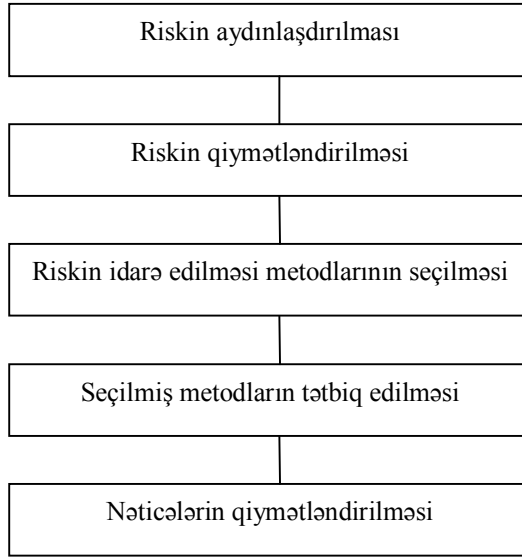 Riskin aydınlaşdırılması
Riskin qiymətləndirilməsi
Riskin idarə edilməsi metodlarının seçilməsi
Seçilmiş metodların tətbiq edilməsi
Nəticələrin qiymətləndirilməsi